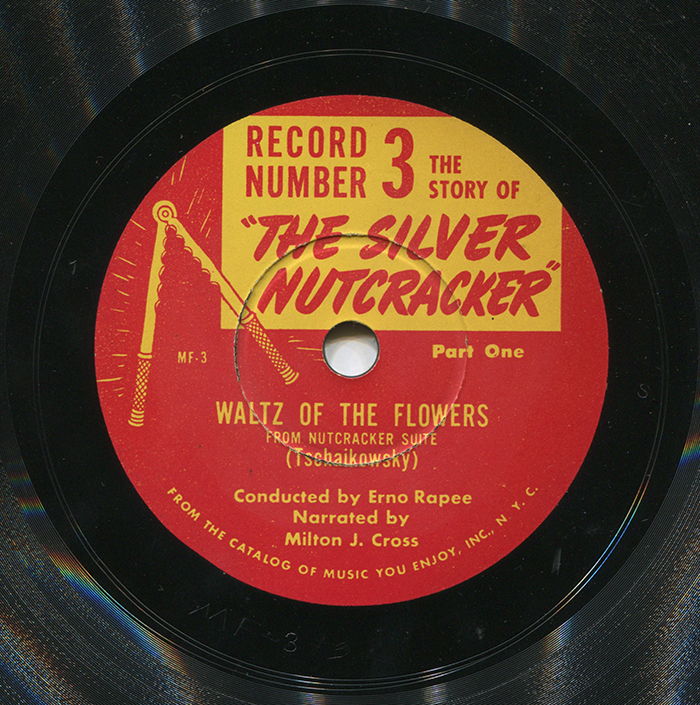 RECORD NUMBER 3 THE STORY OF
"THE SILVER
NUTCRACKER"
MF-3
Part One
WALTZ OF THE FLOWERS
FROM NUTCRACKER SUITE
(Tschaikowsky)
Conducted by Erno Rapee
Narrated by
Milton J. Cross
FROM THE CATALOG OF MUSIC YOU ENJOY, INC., N. Y. C.